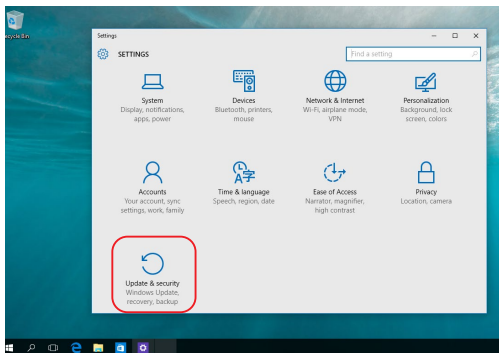 Recycle Bin
Settings
SETTINGS
Find a setting
System
Display, notifications,
apps, power
Devices
Bluetooth, printers,
mouse
Network & Internet
Wi-Fi, airplane mode,
VPN
Personalization
Background, lock
screen, colors
Accounts
Your account, sync
settings, work, family
Time & language
Speech, region, date
Ease of Access
Narrator, magnifier,
high contrast
Privacy
Location, camera
Update & security
Windows Update,
recovery, backup